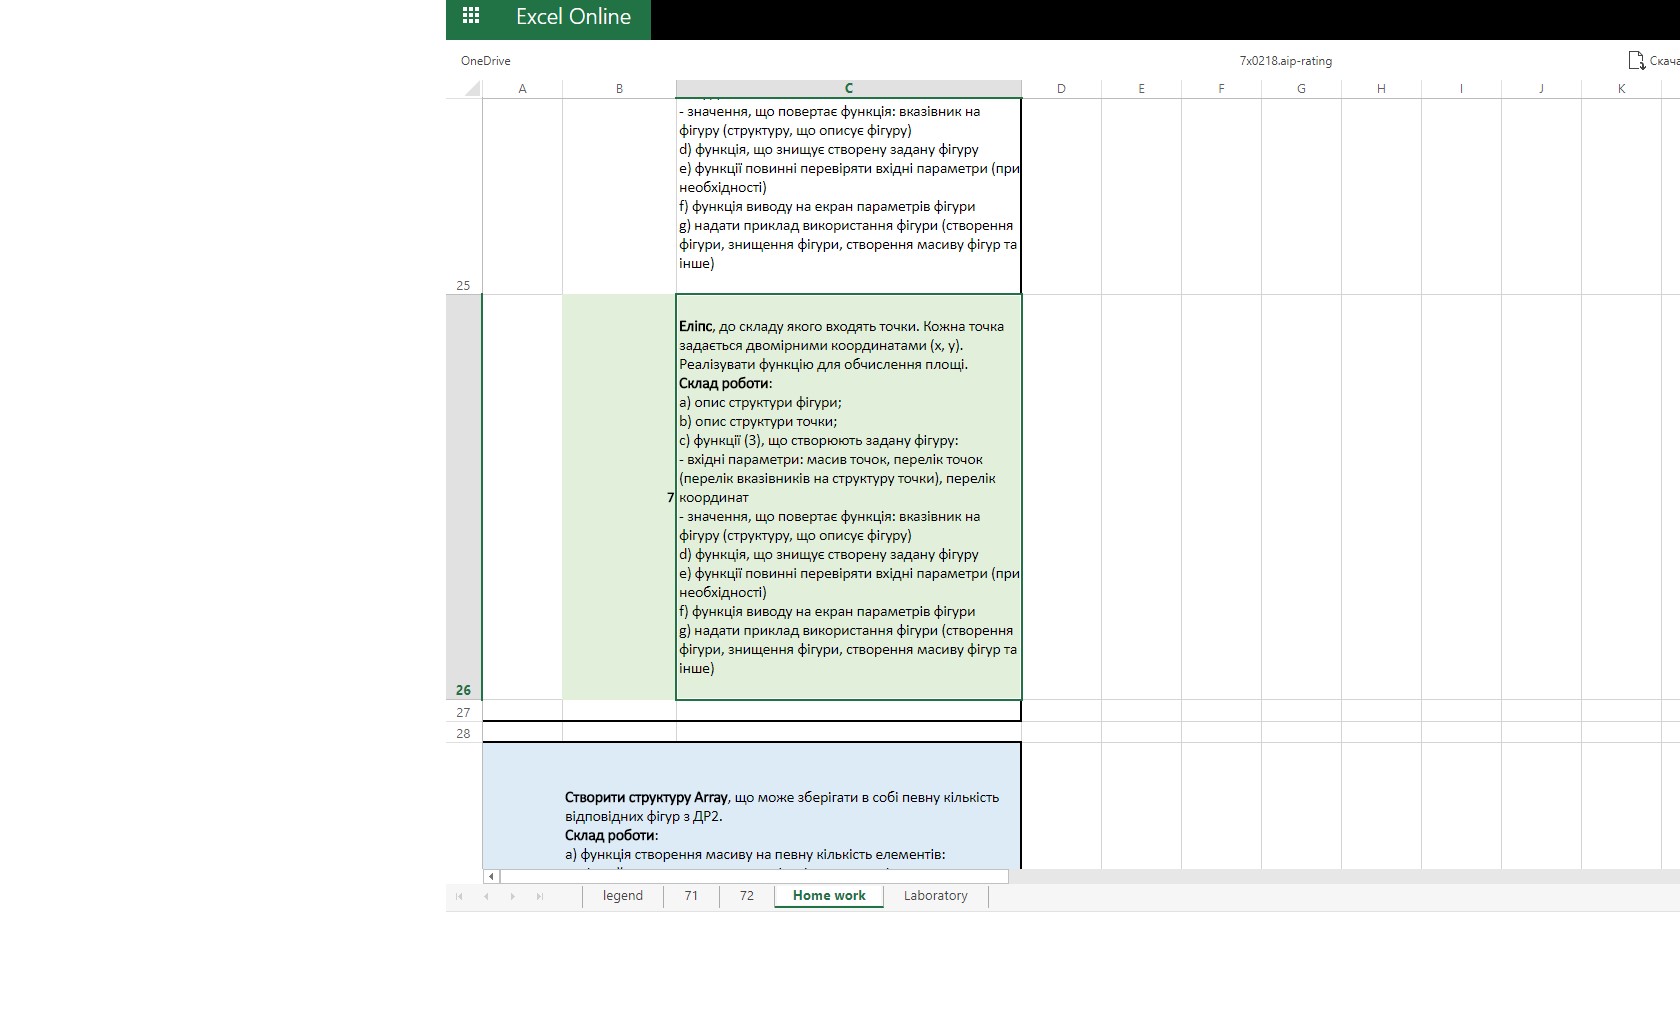 Excel Online
OneDrive
7x0218.aip-rating
A B C D E F G H I J K
- значення, що повертає функція: вказівник на
фігуру (структуру, що описує фігуру)
d) функція, що знищує створену задану фігуру
e) функції повинні перевіряти вхідні параметри (при
необхідності)
f) функція виводу на екран параметрів фігури
g) надати приклад використання фігури (створення
фігури, знищення фігури, створення масиву фігур та
інше)
25
Еліпс, до складу якого входять точки. Кожна точка
задається двомірними координатами (x, y).
Реалізувати функцію для обчислення площі.
Склад роботи:
a) опис структури фігури;
b) опис структури точки;
c) функції (3), що створюють задану фігуру:
- вхідні параметри: масив точок, перелік точок
(перелік вказівників на структуру точки), перелік
7 координат
- значення, що повертає функція: вказівник на
фігуру (структуру, що описує фігуру)
d) функція, що знищує створену задану фігуру
e) функції повинні перевіряти вхідні параметри (при
необхідності)
f) функція виводу на екран параметрів фігури
g) надати приклад використання фігури (створення
фігури, знищення фігури, створення масиву фігур та
інше)
26
27
28
Створити структуру Array, що може зберігати в собі певну кількість
відповідних фігур з ДР2.
Склад роботи:
a) функція створення масиву на певну кількість елементів:
legend 71 72 Home work Laboratory